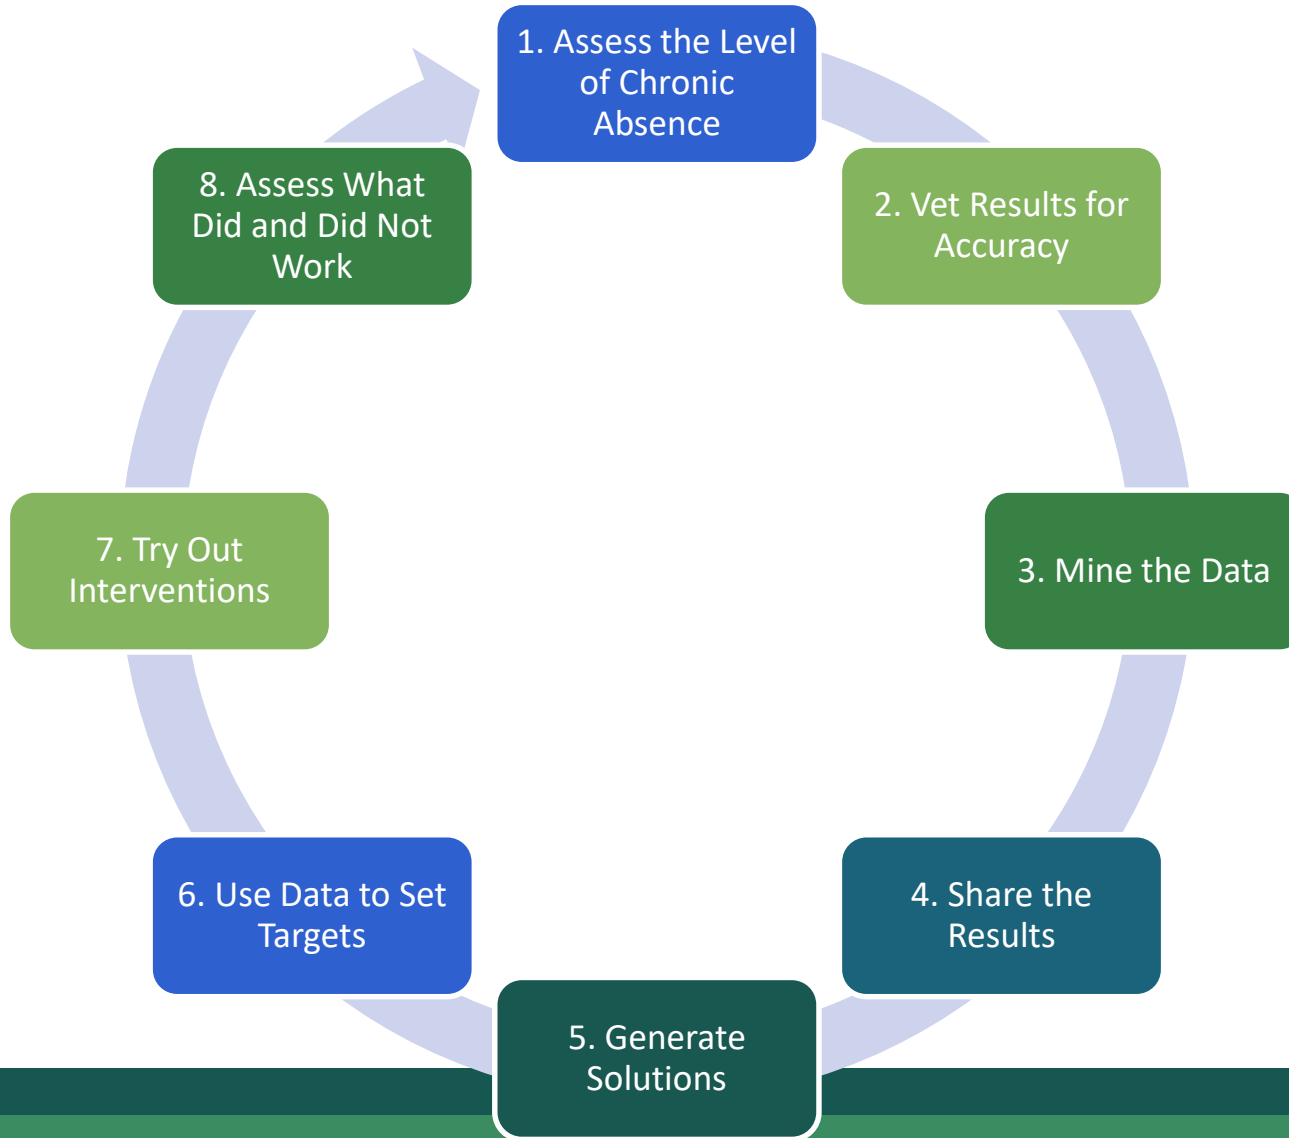 1. Assess the Level
of Chronic
Absence
2. Vet Results for
Accuracy
3. Mine the Data
4. Share the
Results
5. Generate
Solutions
6. Use Data to Set
Targets
7. Try Out
Interventions
8. Assess What
Did and Did Not
Work